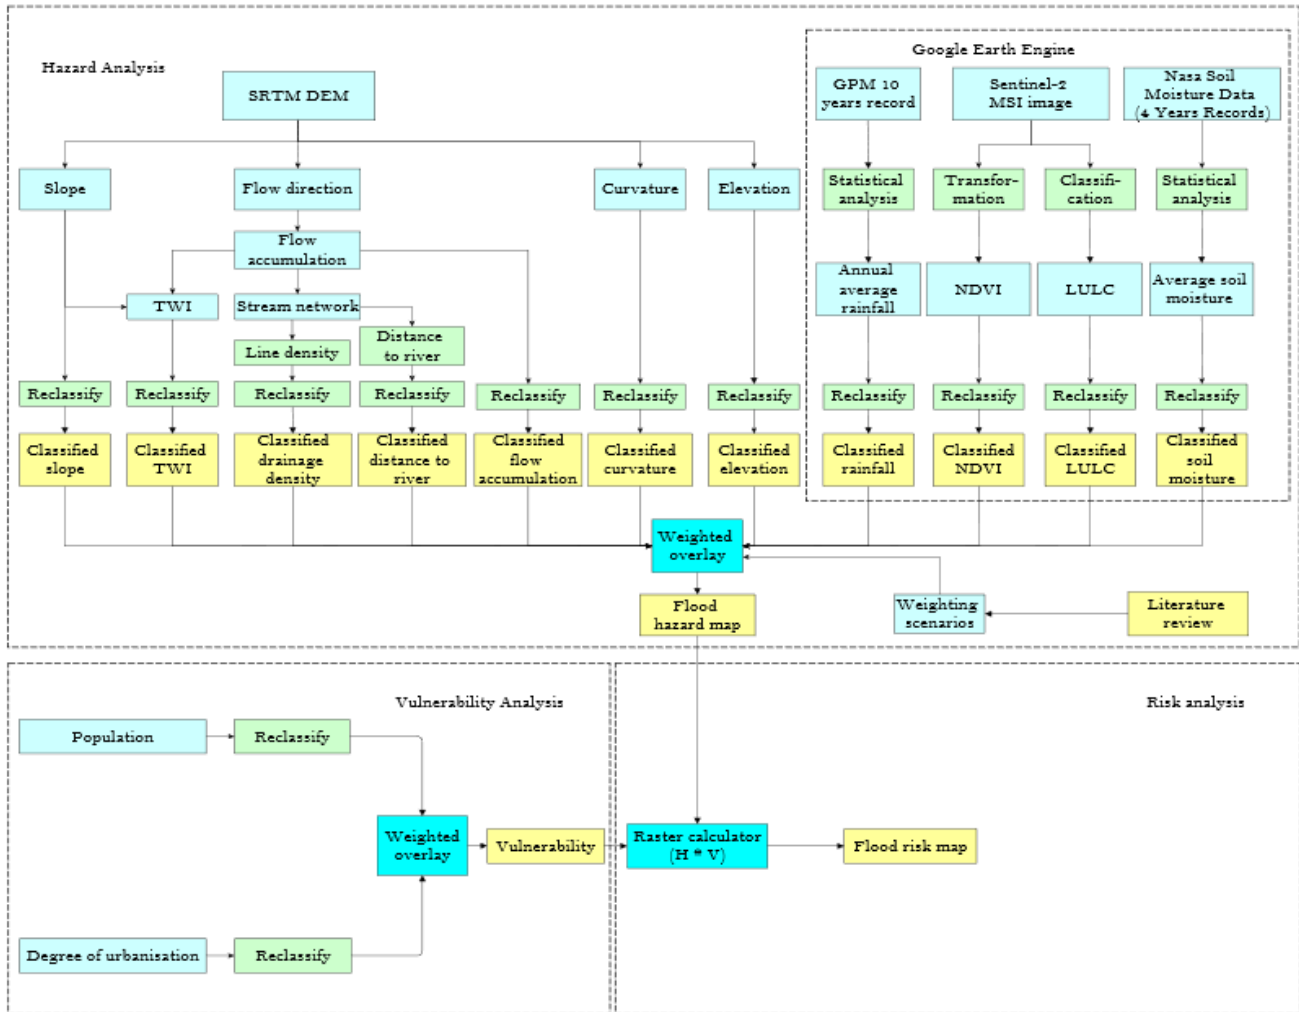 Hazard Analysis
Google Earth Engine
SRTM DEM
GPM 10
years record
Sentinel-2
MSI image
Nasa Soil
Moisture Data
(4 Years Records)
Slope
Flow direction
Curvature
Elevation
Statistical
analysis
Transfor-
mation
Classifi-
cation
Statistical
analysis
Flow
accumulation
TWI
Stream network
Annual
average
rainfall
NDVI
LULC
Average soil
moisture
Line density
Distance
to river
Reclassify
Reclassify
Reclassify
Reclassify
Reclassify
Reclassify
Reclassify
Reclassify
Reclassify
Reclassify
Reclassify
Classified
slope
Classified
TWI
Classified
drainage
density
Classified
distance to
river
Classified
flow
accumulation
Classified
curvature
Classified
elevation
Classified
rainfall
Classified
NDVI
Classified
LULC
Classified
soil
moisture
Weighted
overlay
Flood
hazard map
Weighting
scenarios
Literature
review
Vulnerability Analysis
Risk analysis
Population
Reclassify
Weighted
overlay
Vulnerability
Raster calculator
(H * V)
Flood risk map
Degree of urbanisation
Reclassify